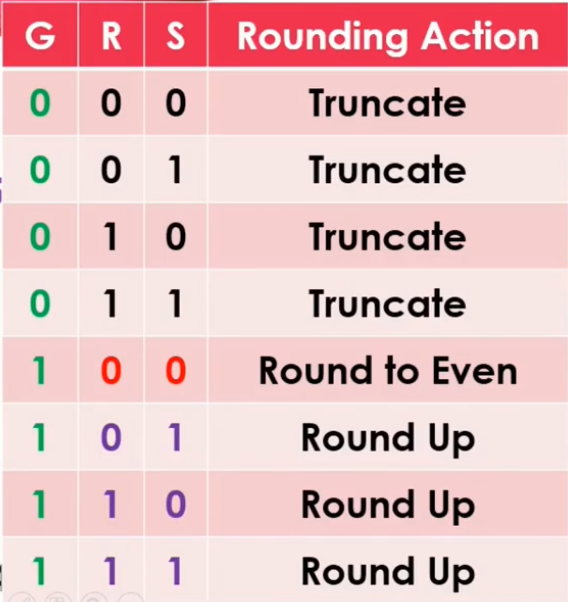 G R S Rounding Action
0 0 0 Truncate
0 0 1 Truncate
0 1 0 Truncate
0 1 1 Truncate
1 0 0 Round to Even
1 0 1 Round Up
1 1 0 Round Up
1 1 1 Round Up